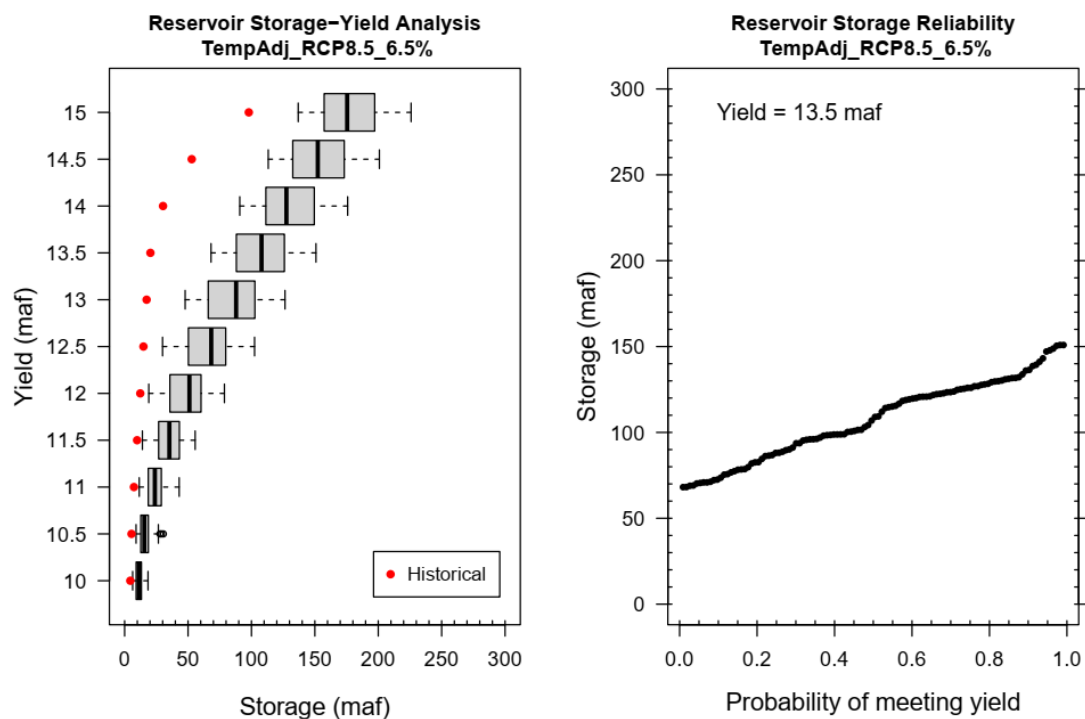 Reservoir Storage−Yield Analysis
TempAdj_RCP8.5_6.5%
Yield (maf)
15
14.5
14
13.5
13
12.5
12
11.5
11
10.5
10
Historical
0 50 100 150 200 250 300
Storage (maf)
Reservoir Storage Reliability
TempAdj_RCP8.5_6.5%
Yield = 13.5 maf
Storage (maf)
300
250
200
150
100
50
0
0.0 0.2 0.4 0.6 0.8 1.0
Probability of meeting yield